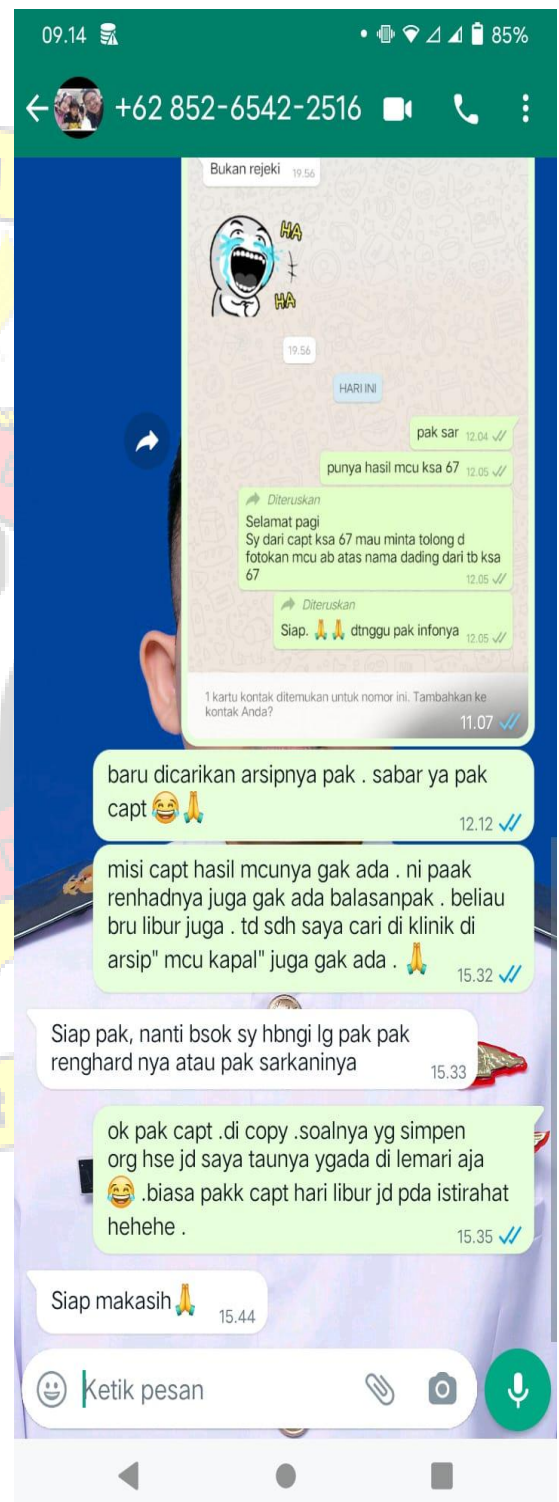 09.14
85%
+62 852-6542-2516
Bukan rejeki 19.56
HA
HA
19.56
HARI INI
pak sar 12.04
punya hasil mcu ksa 67 12.05
Diteruskan
Selamat pagi
Sy dari capt ksa 67 mau minta tolong d
fotokan mcu ab atas nama dading dari tb ksa
67 12.05
Diteruskan
Siap. 🙏🙏 dtnggu pak infonya 12.05
1 kartu kontak ditemukan untuk nomor ini. Tambahkan ke
kontak Anda?
11.07
baru dicarikan arsipnya pak . sabar ya pak
capt 😂🙏
12.12
misi capt hasil mcunya gak ada . ni paak
renhadnya juga gak ada balasanpak . beliau
bru libur juga . td sdh saya cari di klinik di
arsip" mcu kapal" juga gak ada . 🙏
15.32
Siap pak, nanti bsok sy hbngi lg pak pak
renghard nya atau pak sarkaninya
15.33
ok pak capt .di copy .soalnya yg simpen
org hse jd saya taunya ygada di lemari aja
😂 .biasa pakk capt hari libur jd pda istirahat
hehehe .
15.35
Siap makasih🙏 15.44
Ketik pesan